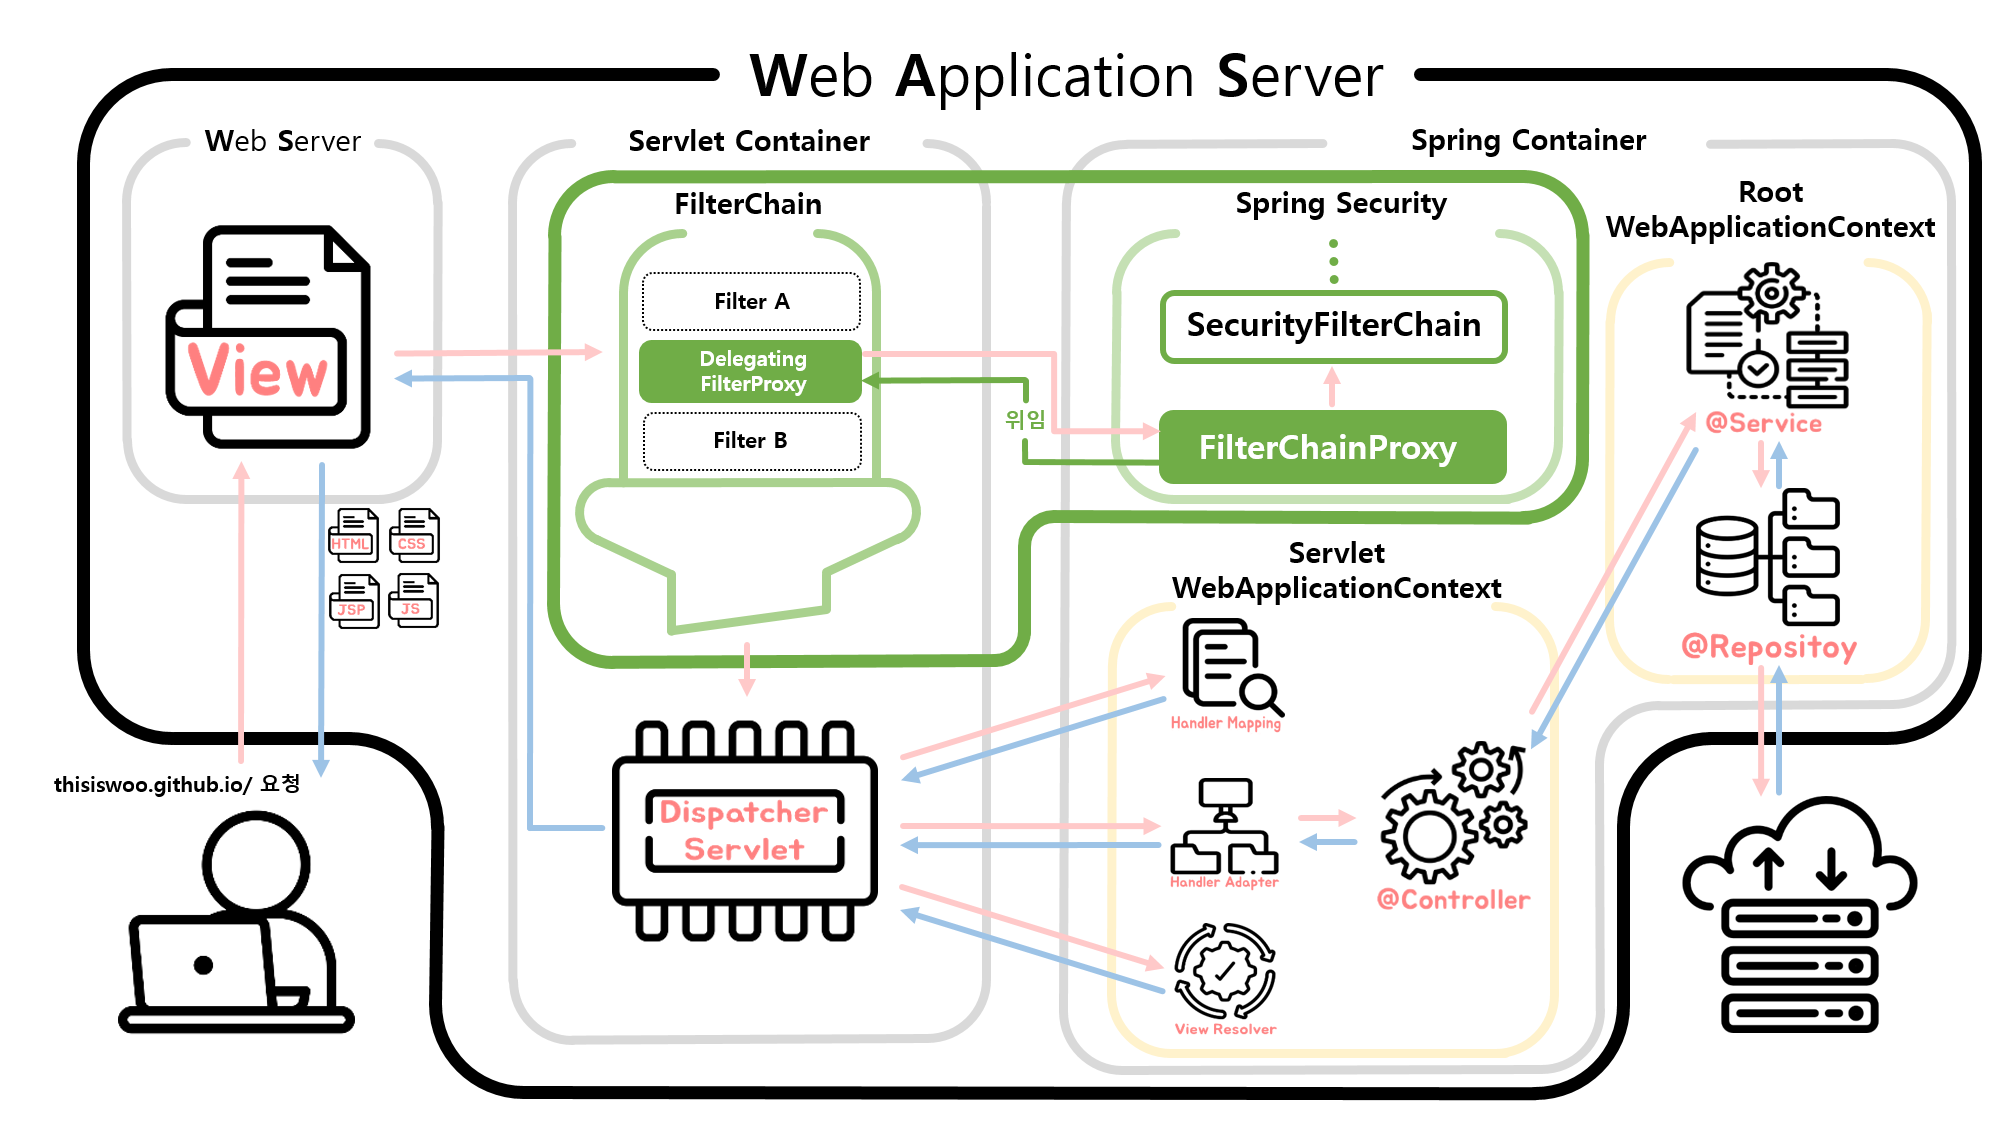 Web Application Server
Web Server
Servlet Container
Spring Container
FilterChain
Spring Security
Root
WebApplicationContext
Filter A
Delegating
FilterProxy
Filter B
SecurityFilterChain
위임
FilterChainProxy
View
@Service
HTML
CSS
JSP
JS
Servlet
WebApplicationContext
@Repositoy
Handler Mapping
thisiswoo.github.io/ 요청
Dispatcher
Servlet
Handler Adapter
@Controller
View Resolver